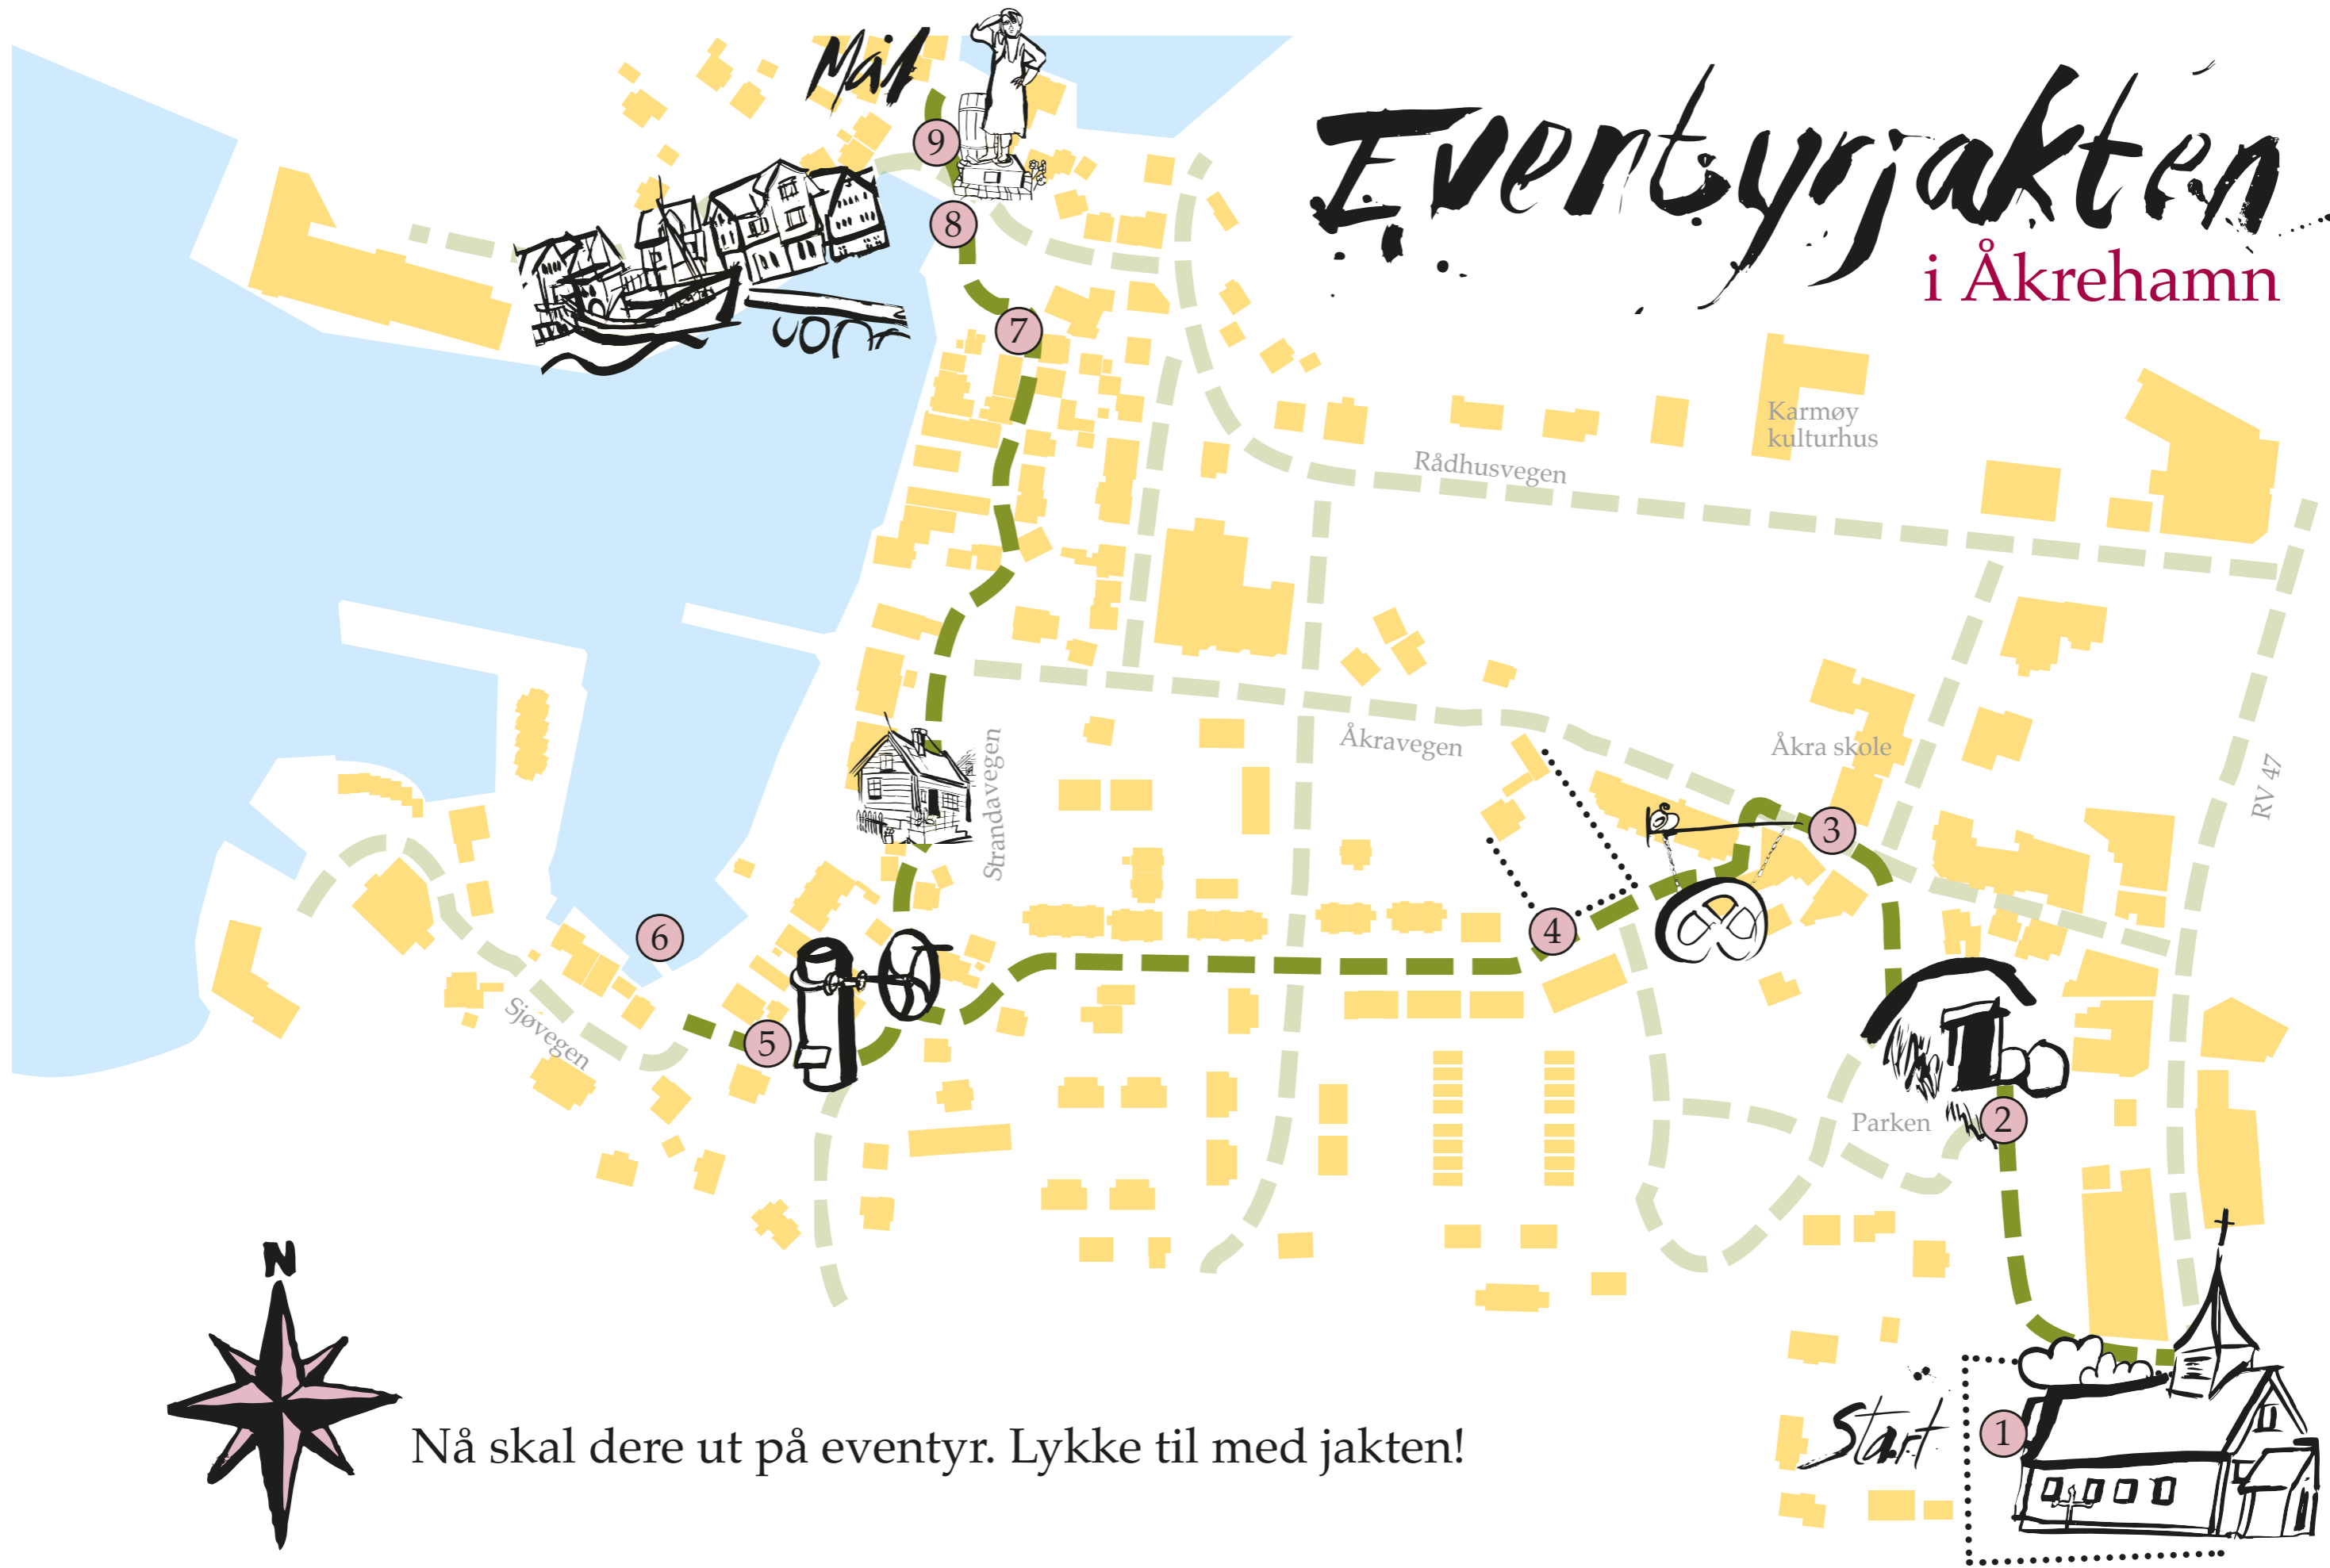 Eventyrjakten
i Åkrehamn
Mål
9
8
7
Karmøy
kulturhus
Rådhusvegen
Åkravegen
Åkra skole
RV 47
Strandavegen
3
4
6
5
Sjøvegen
Parken
2
N
Start
1
Nå skal dere ut på eventyr. Lykke til med jakten!